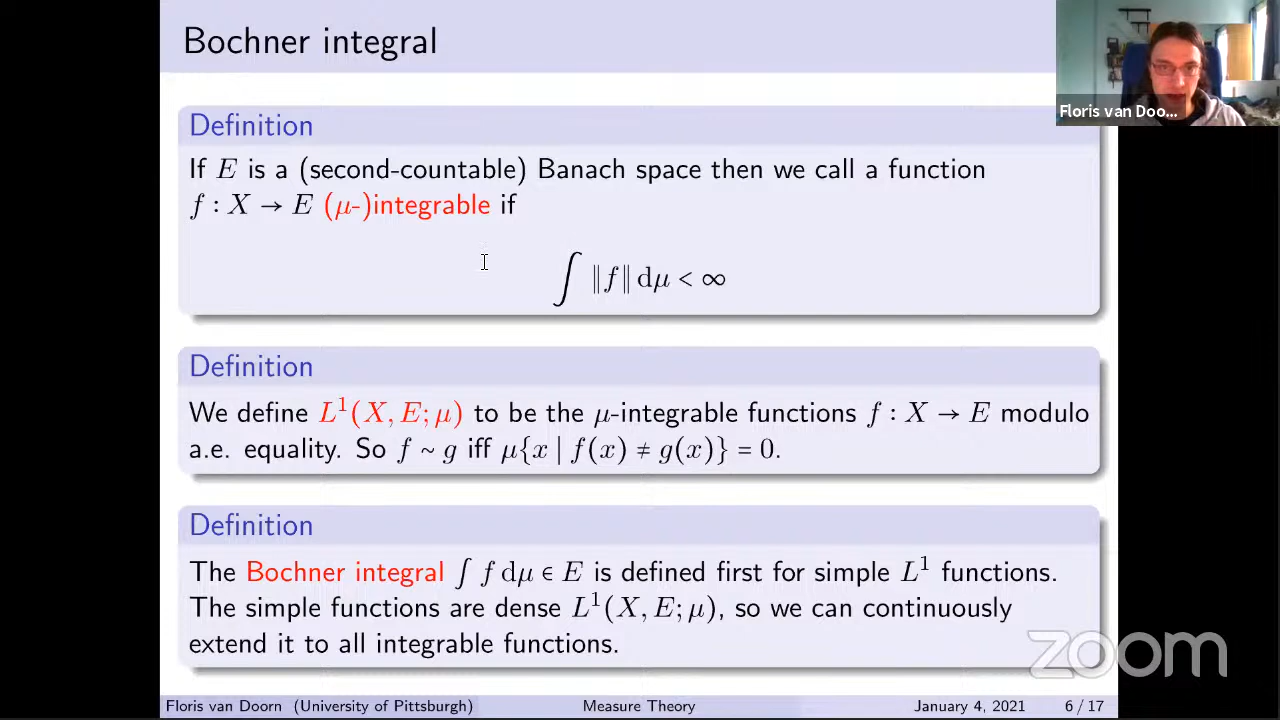 Bochner integral
Floris van Doo...
Definition
If E is a (second-countable) Banach space then we call a function
f : X → E (μ-)integrable if
∫ ‖f‖ dμ < ∞
Definition
We define L¹(X, E; μ) to be the μ-integrable functions f : X → E modulo
a.e. equality. So f ~ g iff μ{x | f(x) ≠ g(x)} = 0.
Definition
The Bochner integral ∫ f dμ ∈ E is defined first for simple L¹ functions.
The simple functions are dense L¹(X, E; μ), so we can continuously
extend it to all integrable functions.
zoom
Floris van Doorn (University of Pittsburgh) Measure Theory January 4, 2021 6 / 17